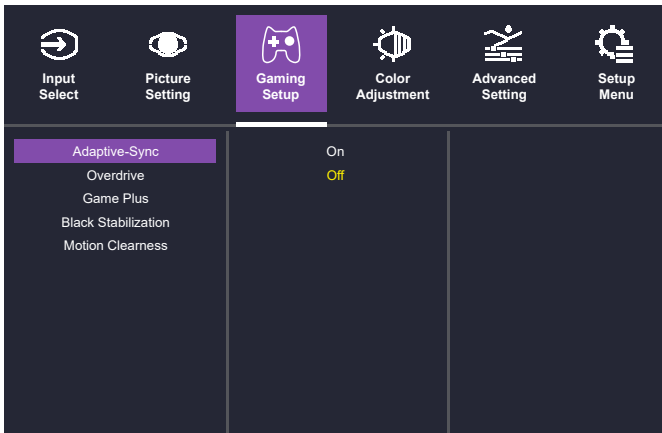 Input
Select
Picture
Setting
Gaming
Setup
Color
Adjustment
Advanced
Setting
Setup
Menu
Adaptive-Sync
Overdrive
Game Plus
Black Stabilization
Motion Clearness
On
Off